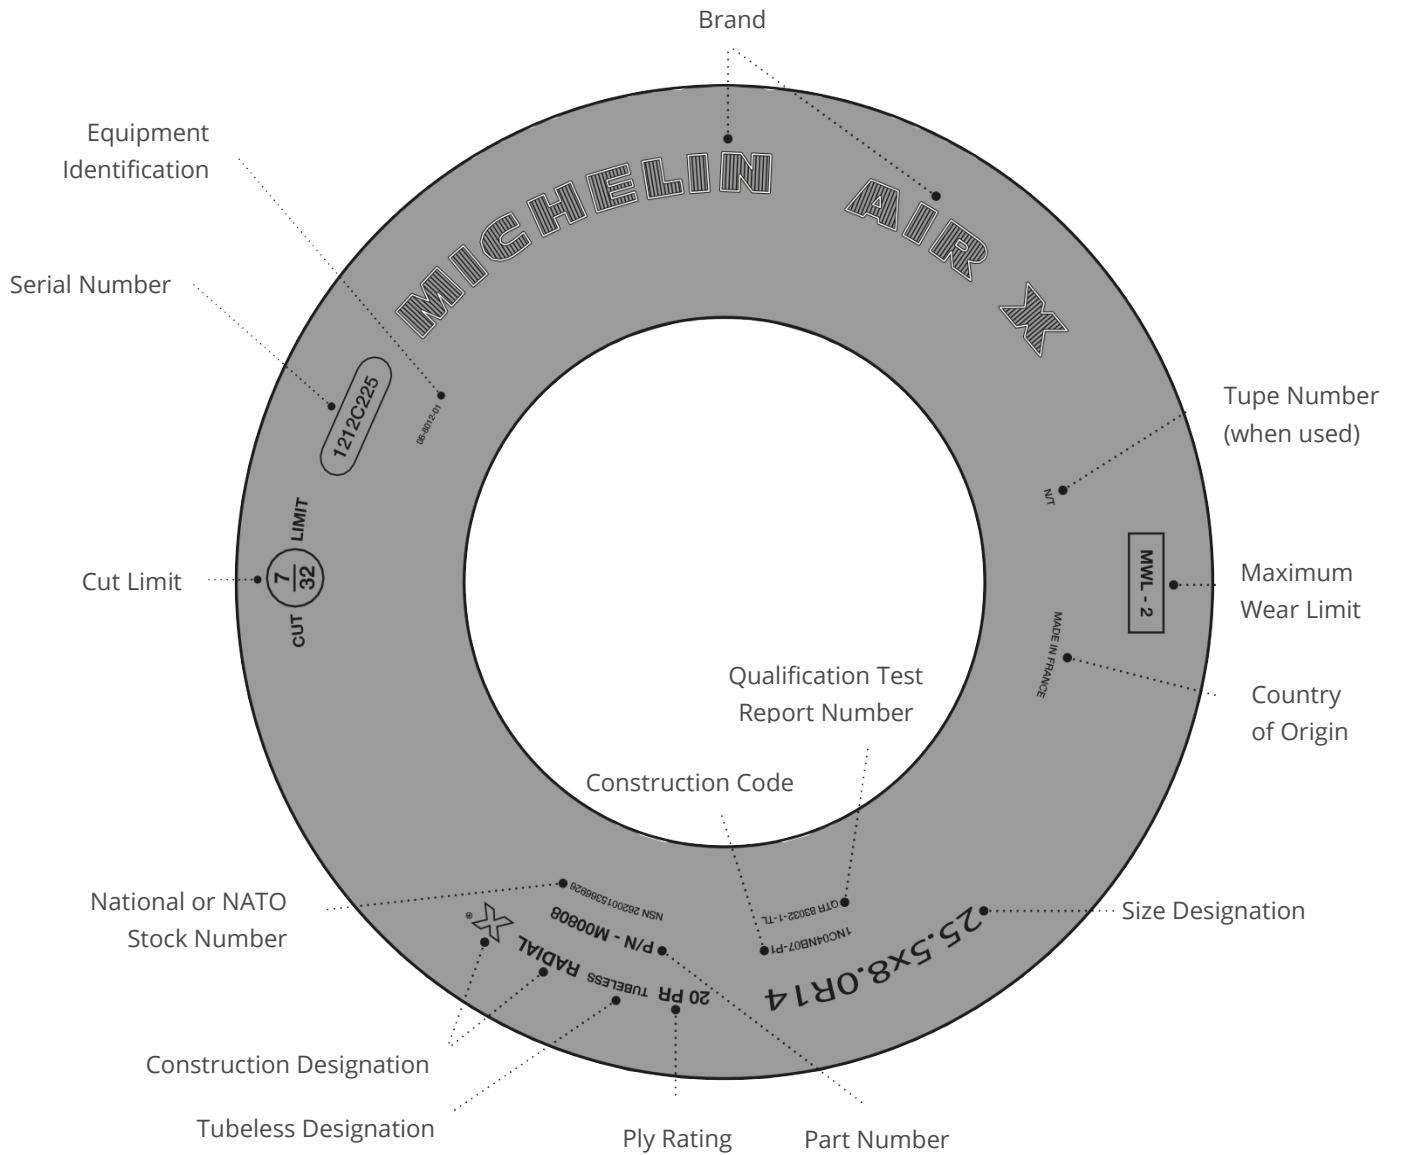 Brand
Equipment
Identification
MICHELIN AIR X
Serial Number
1212C225
06-8012-01
Tupe Number
(when used)
N/T
CUT 7/32 LIMIT
Cut Limit
MWL - 2
Maximum
Wear Limit
MADE IN FRANCE
Country
of Origin
Qualification Test
Report Number
Construction Code
National or NATO
Stock Number
NSN 2620015366926
P/N - M00808
X®
RADIAL
TUBELESS
20 PR
QTR 83032-1-TL
1NC04NB07-P1
25.5x8.0R14
Size Designation
Construction Designation
Tubeless Designation
Ply Rating
Part Number